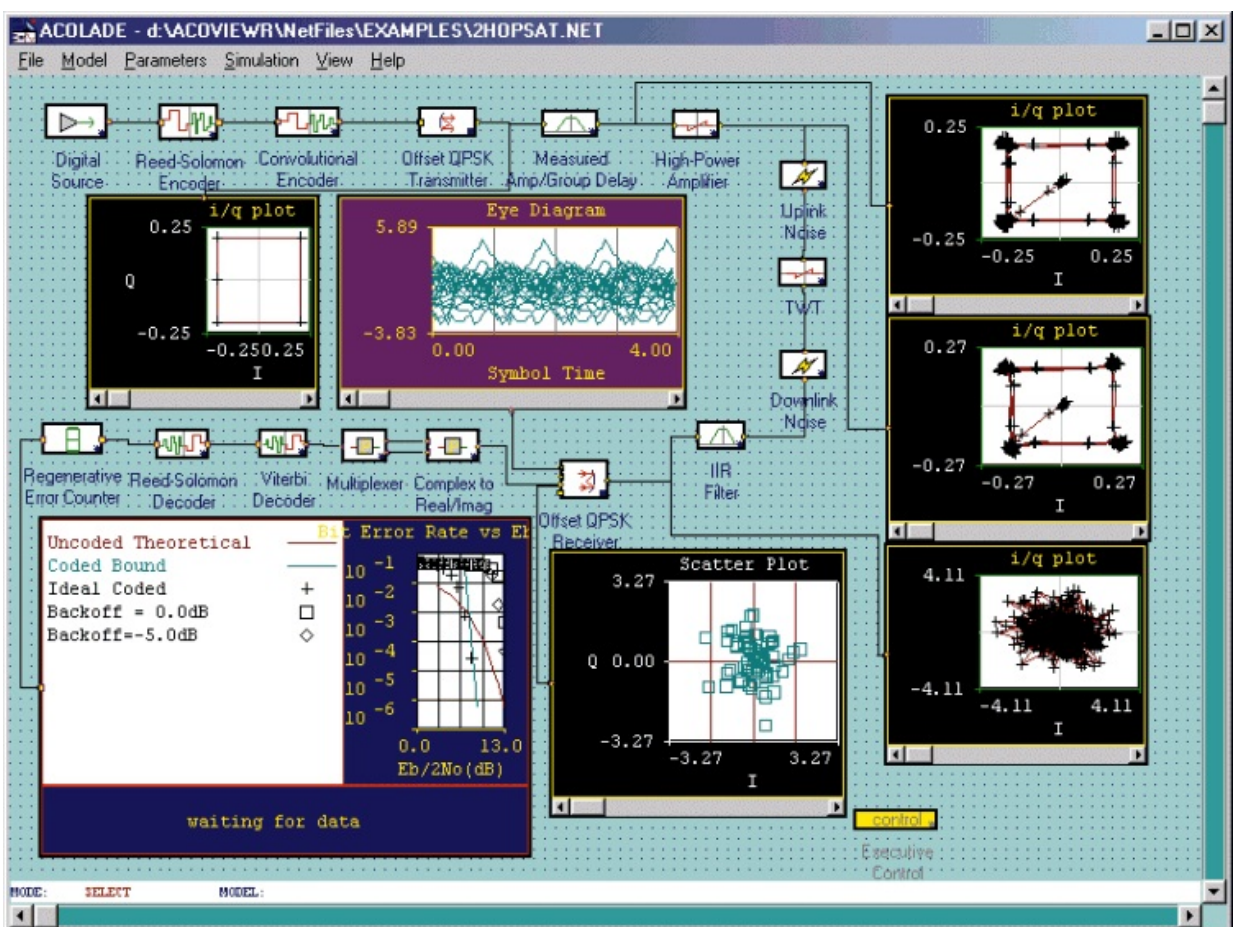 ACOLADE - d:\ACOVIEWR\NetFiles\EXAMPLES\2HOPSAT.NET
File Model Parameters Simulation View Help
Digital Source
Reed-Solomon Encoder
Convolutional Encoder
Offset QPSK Transmitter
Measured Amp/Group Delay
High-Power Amplifier
Uplink Noise
TWT
Downlink Noise
i/q plot
0.25
-0.25
-0.25 0.25
I
i/q plot
0.25
Q
-0.25
-0.25 0.25
I
Eye Diagram
5.89
-3.83
0.00 4.00
Symbol Time
i/q plot
0.27
-0.27
-0.27 0.27
I
Regenerative Error Counter
Reed-Solomon Decoder
Viterbi Decoder
Multiplexer
Complex to Real/Imag
Offset QPSK Receiver
IIR Filter
Uncoded Theoretical
Coded Bound
Ideal Coded +
Backoff = 0.0dB
Backoff=-5.0dB
Bit Error Rate vs Eb
10 -1
10 -2
10 -3
10 -4
10 -5
10 -6
0.0 13.0
Eb/2No(dB)
waiting for data
Scatter Plot
3.27
Q 0.00
-3.27
-3.27 3.27
I
i/q plot
4.11
-4.11
-4.11 4.11
I
control
Executive Control
MODE: SELECT MODEL: